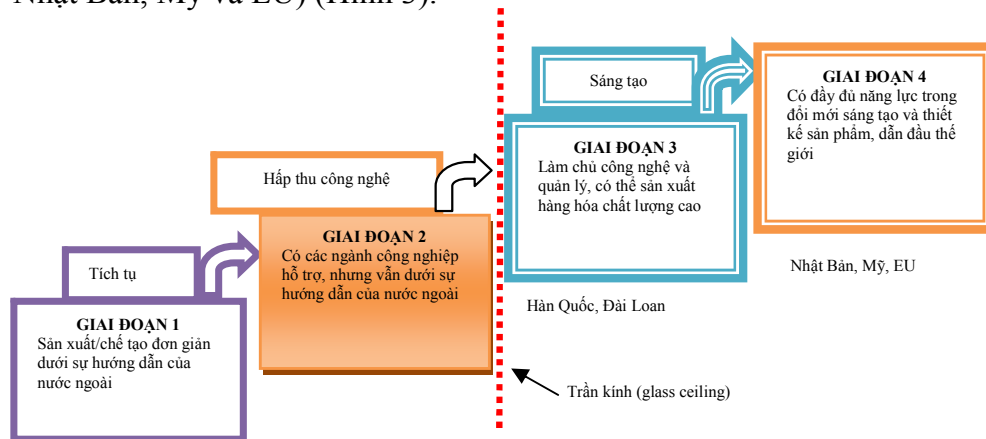 Nhật Bản, Mỹ và EU) (Hình 3).
Sáng tạo
GIAI ĐOẠN 4
Có đầy đủ năng lực trong
đổi mới sáng tạo và thiết
kế sản phẩm, dẫn đầu thế
giới
Nhật Bản, Mỹ, EU
GIAI ĐOẠN 3
Làm chủ công nghệ và
quản lý, có thể sản xuất
hàng hóa chất lượng cao
Hàn Quốc, Đài Loan
Hấp thu công nghệ
GIAI ĐOẠN 2
Có các ngành công nghiệp
hỗ trợ, nhưng vẫn dưới sự
hướng dẫn của nước ngoài
Tích tụ
GIAI ĐOẠN 1
Sản xuất/chế tạo đơn giản
dưới sự hướng dẫn của
nước ngoài
Trần kính (glass ceiling)